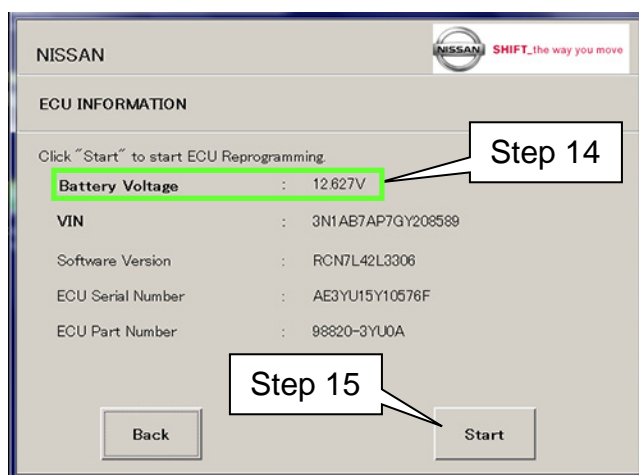 NISSAN
NISSAN SHIFT_the way you move
ECU INFORMATION
Click "Start" to start ECU Reprogramming.
Step 14
Battery Voltage : 12.627V
VIN : 3N1AB7AP7GY208589
Software Version : RCN7L42L3306
ECU Serial Number : AE3YU15Y10576F
ECU Part Number : 98820-3YU0A
Step 15
Back Start